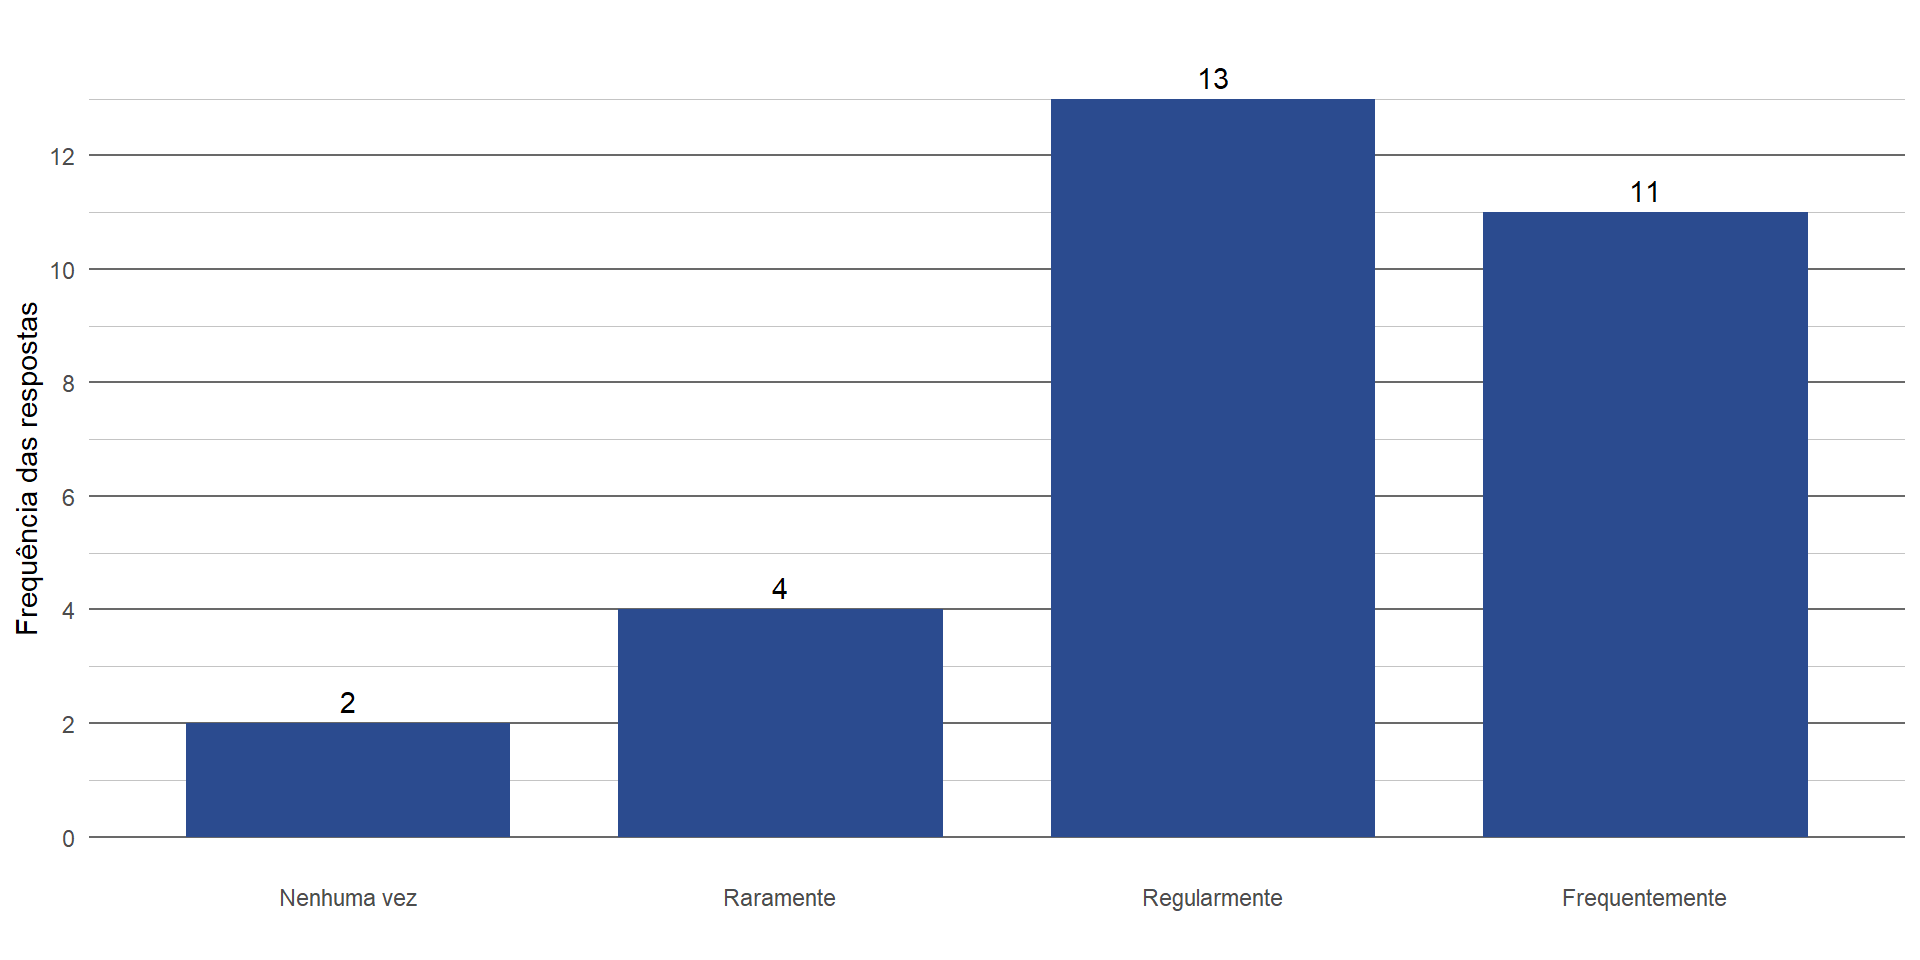 Frequência das respostas
13
12
11
10
8
6
4
4
2
2
0
Nenhuma vez
Raramente
Regularmente
Frequentemente